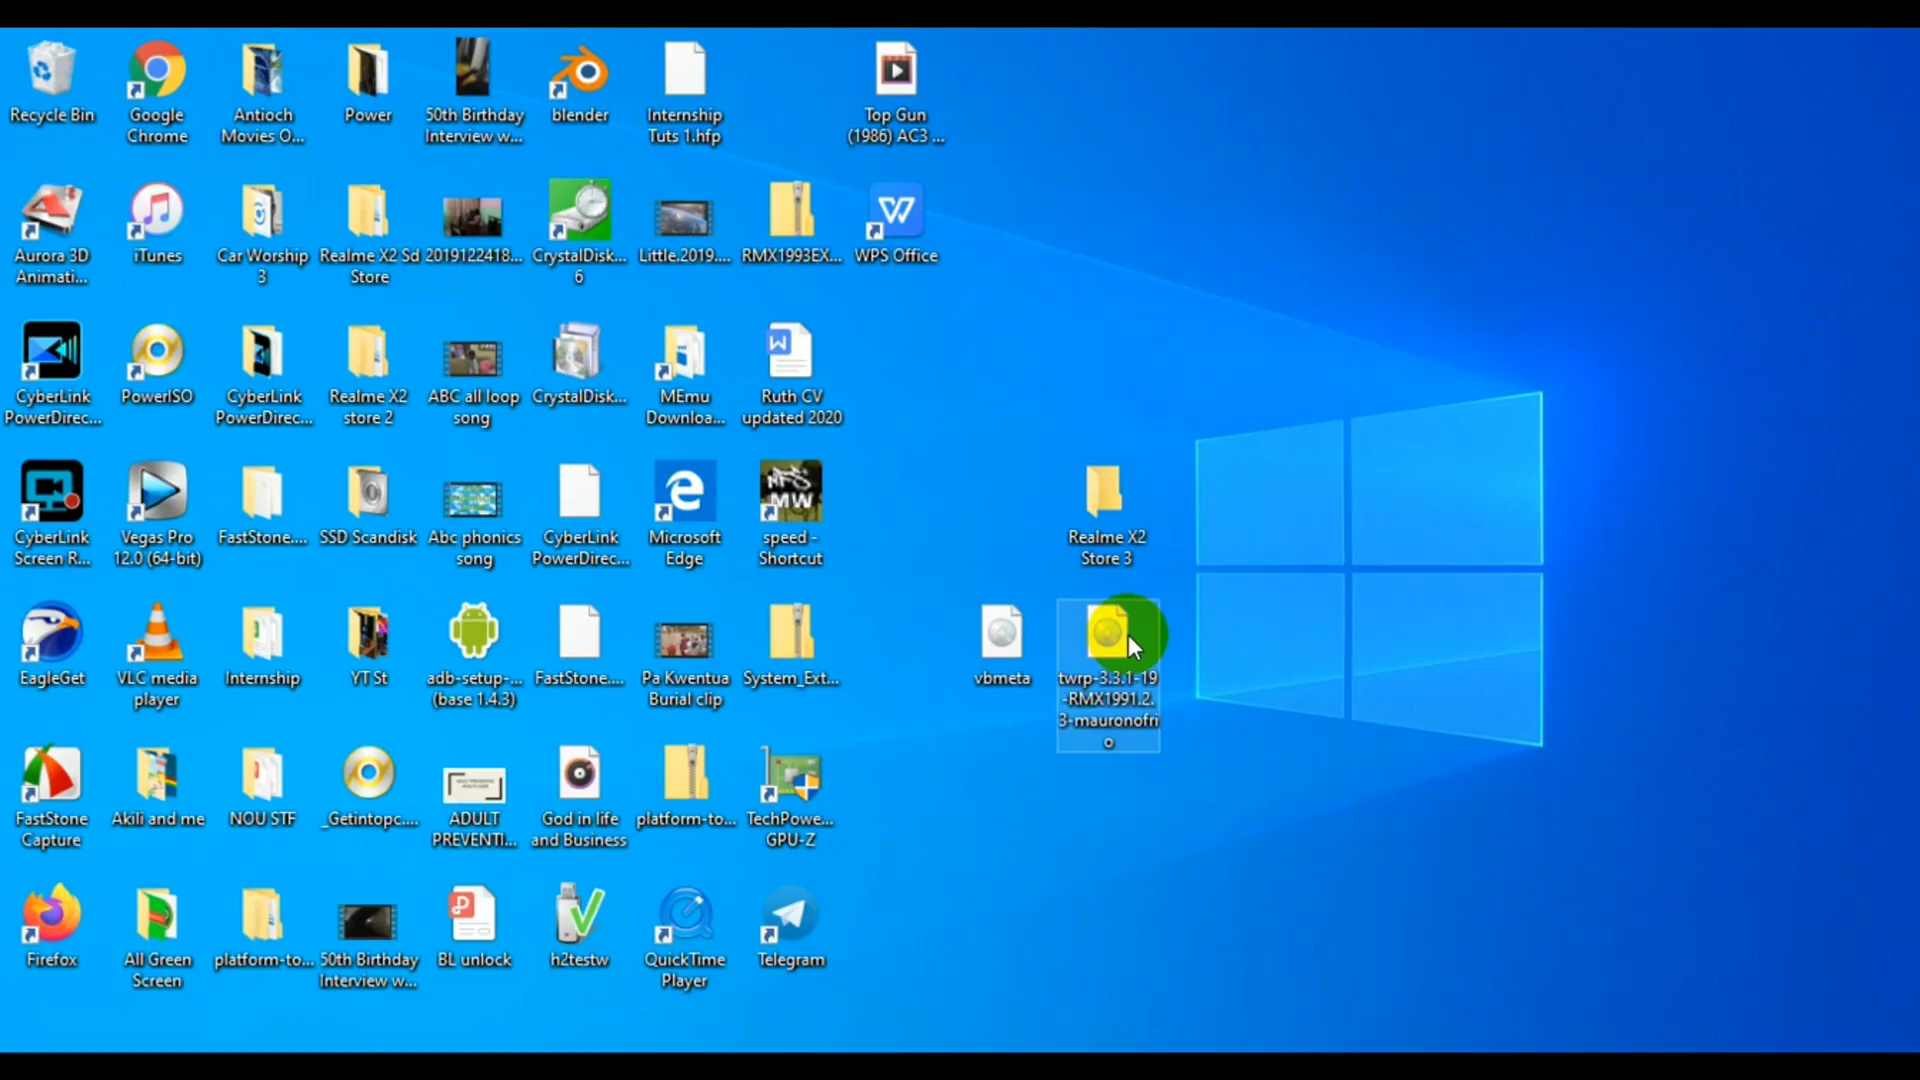 Recycle Bin
Google
Chrome
Antioch
Movies O...
Power
50th Birthday
Interview w...
blender
Internship
Tuts 1.hfp
Top Gun
(1986) AC3 ...
Aurora 3D
Animati...
iTunes
Car Worship
3
Realme X2 Sd
Store
2019122418...
CrystalDisk...
6
Little.2019....
RMX1993EX...
WPS Office
CyberLink
PowerDirec...
PowerISO
CyberLink
PowerDirec...
Realme X2
store 2
ABC all loop
song
CrystalDisk...
MEmu
Downloa...
Ruth CV
updated 2020
CyberLink
Screen R...
Vegas Pro
12.0 (64-bit)
FastStone....
SSD Scandisk
Abc phonics
song
CyberLink
PowerDirec...
Microsoft
Edge
MW
speed -
Shortcut
Realme X2
Store 3
EagleGet
VLC media
player
Internship
YT St
adb-setup-...
(base 1.4.3)
FastStone....
Pa Kwentua
Burial clip
System_Ext...
vbmeta
twrp-3.3.1-19
-RMX1991.2.
3-mauronofri
o
FastStone
Capture
Akili and me
NOU STF
_Getintopc....
ADULT
PREVENTI...
God in life
and Business
platform-to...
TechPowe...
GPU-Z
Firefox
All Green
Screen
platform-to...
50th Birthday
Interview w...
BL unlock
h2testw
QuickTime
Player
Telegram